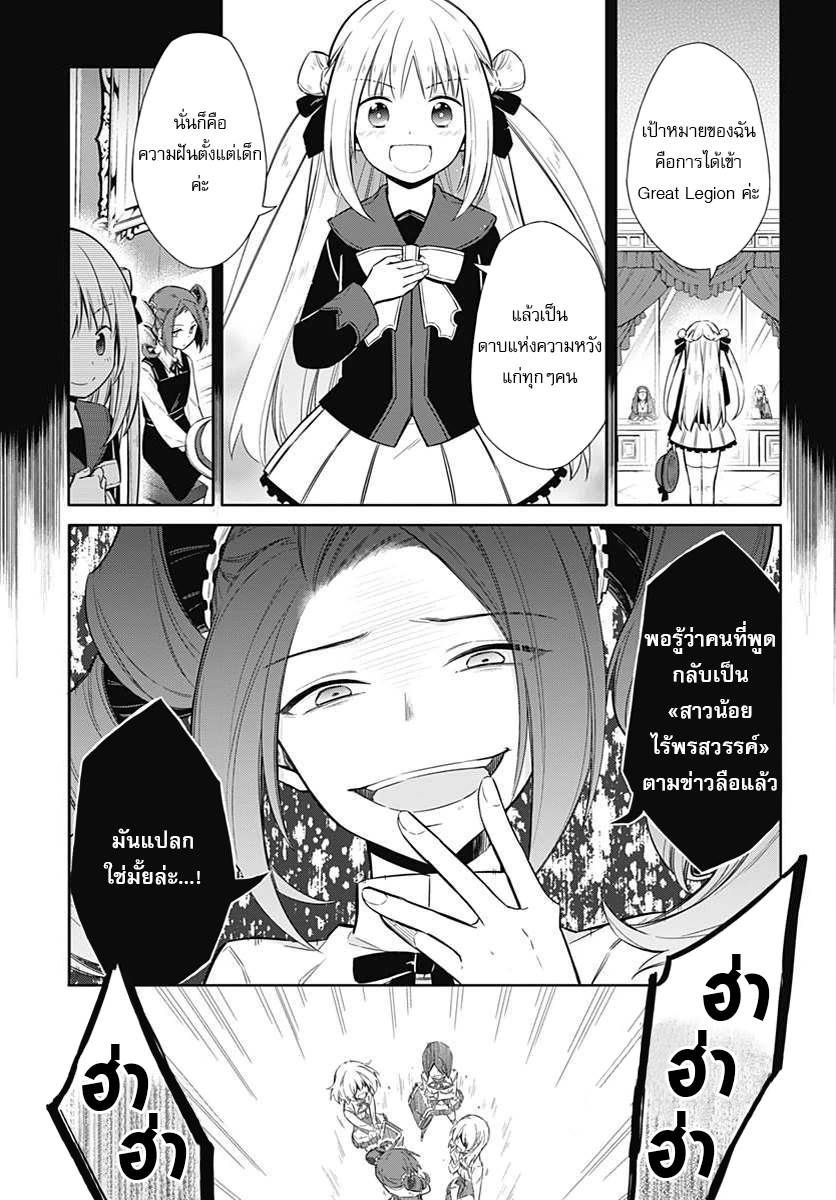 เป้าหมายของฉัน
คือการได้เข้า
Great Legion ค่ะ
แล้วเป็น
ดาบแห่งความหวัง
แก่ทุกๆคน
นั่นก็คือ
ความฝันตั้งแต่เด็ก
ค่ะ
พอรู้ว่าคนที่พูด
กลับเป็น
«สาวน้อย
ไร้พรสวรรค์»
ตามข่าวลือแล้ว
มันแปลก
ใช่มั้ยล่ะ...!
ฮ่า
ฮ่า
ฮ่า
ฮ่า